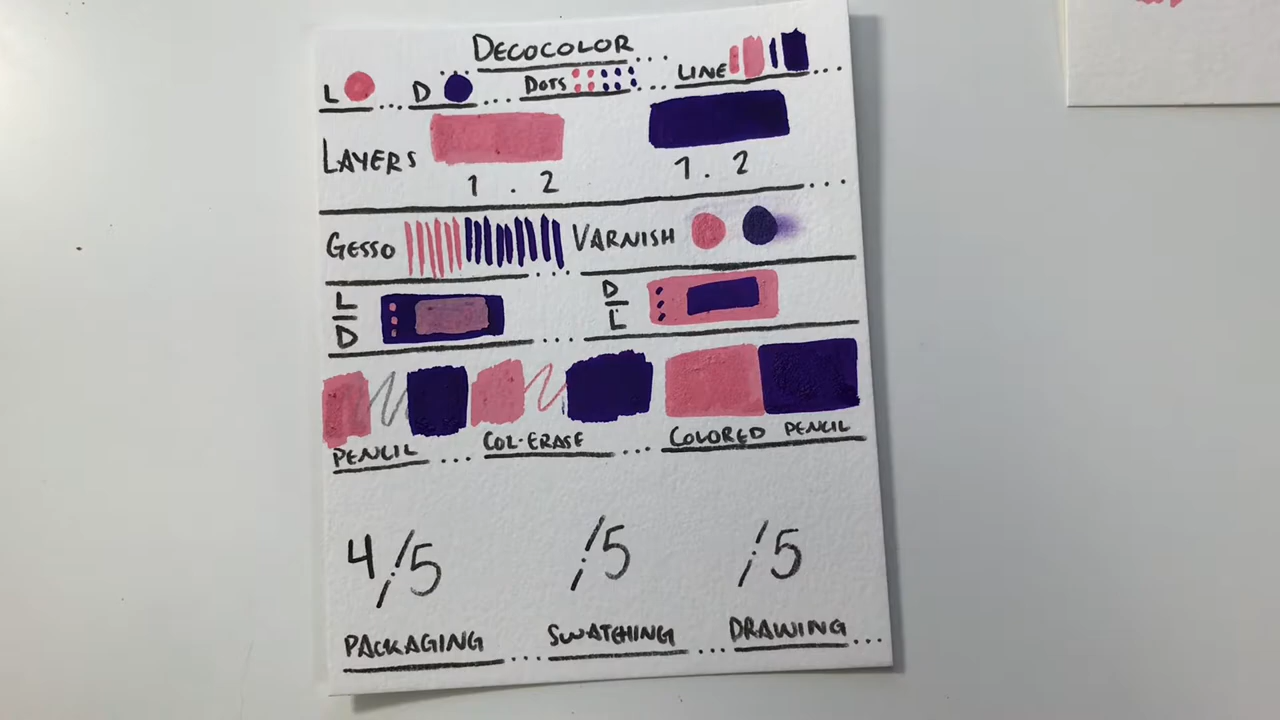 DECOCOLOR...
L ... D ... DOTS ... LINE ...
LAYERS
1 . 2 1 . 2 ...
GESSO ... VARNISH
L
D ... D
L
PENCIL ... COL-ERASE ... COLORED PENCIL
4/5 /5 /5
PACKAGING ... SWATCHING ... DRAWING ...